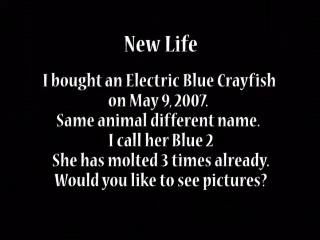 New Life
I bought an Electric Blue Crayfish
on May 9, 2007.
Same animal different name.
I call her Blue 2
She has molted 3 times already.
Would you like to see pictures?